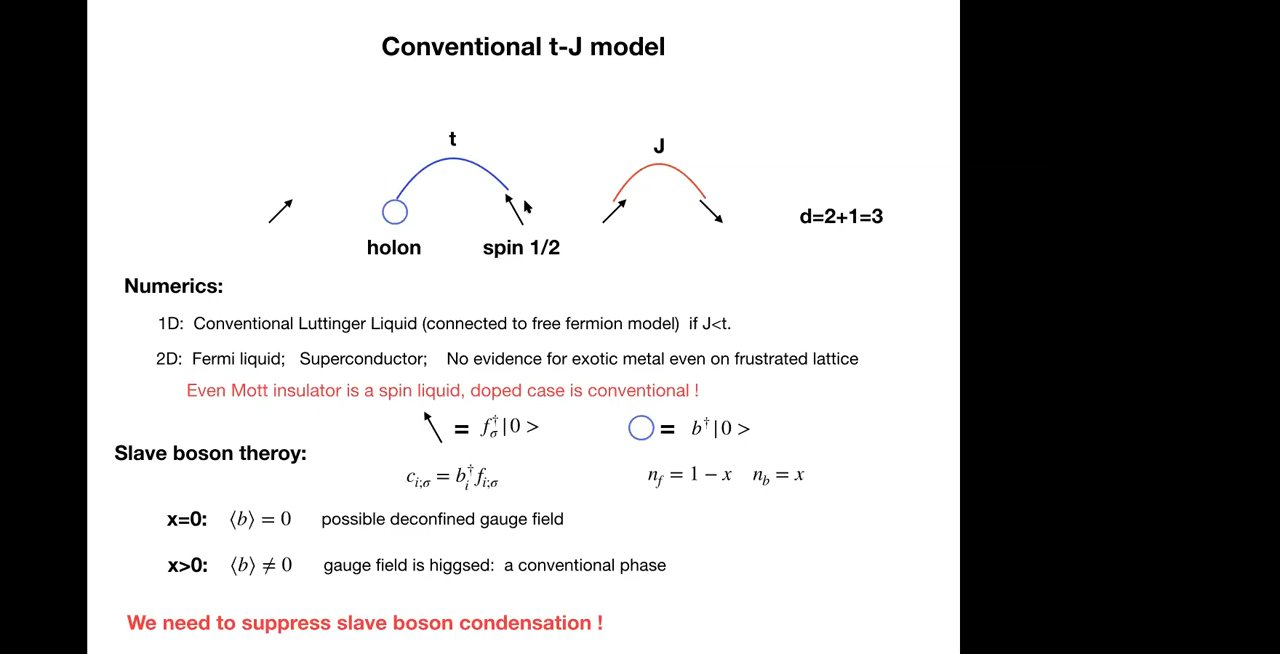 Conventional t-J model
t
J
d=2+1=3
holon
spin 1/2
Numerics:
1D: Conventional Luttinger Liquid (connected to free fermion model) if J<t.
2D: Fermi liquid; Superconductor; No evidence for exotic metal even on frustrated lattice
Even Mott insulator is a spin liquid, doped case is conventional !
= f†σ|0 >
= b†|0 >
Slave boson theroy:
ci;σ = b†i fi;σ
nf = 1 − x nb = x
x=0: ⟨b⟩ = 0 possible deconfined gauge field
x>0: ⟨b⟩ ≠ 0 gauge field is higgsed: a conventional phase
We need to suppress slave boson condensation !